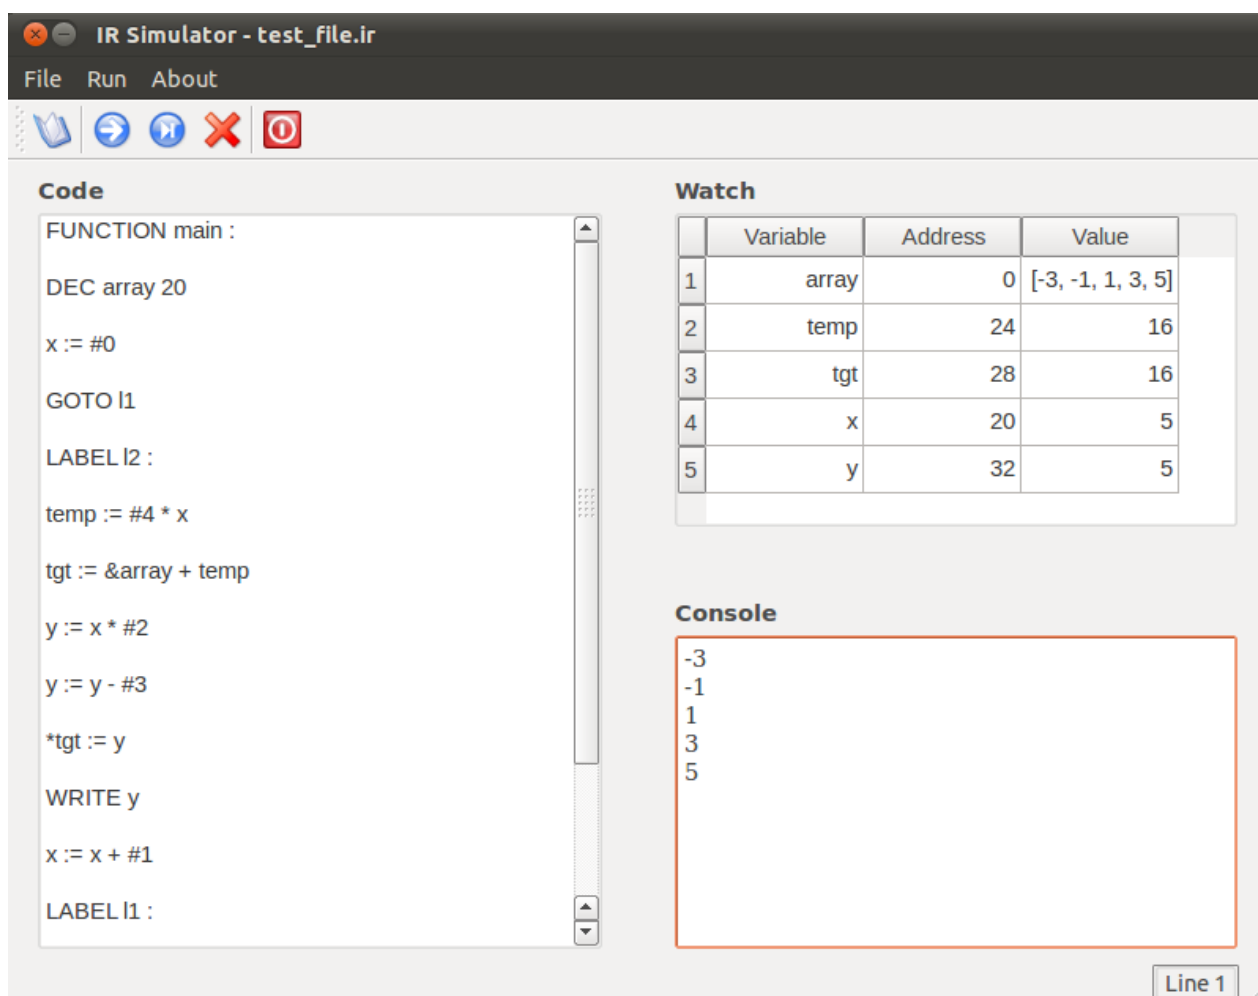 IR Simulator - test_file.ir
File Run About
Code
FUNCTION main :
DEC array 20
x := #0
GOTO l1
LABEL l2 :
temp := #4 * x
tgt := &array + temp
y := x * #2
y := y - #3
*tgt := y
WRITE y
x := x + #1
LABEL l1 :
Watch
Variable Address Value
1 array 0 [-3, -1, 1, 3, 5]
2 temp 24 16
3 tgt 28 16
4 x 20 5
5 y 32 5
Console
-3
-1
1
3
5
Line 1